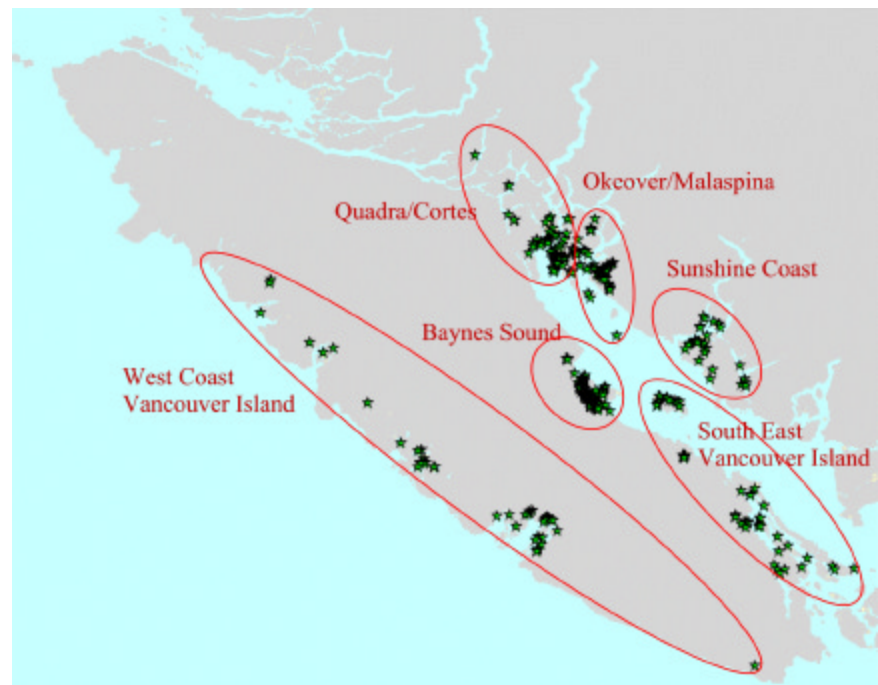 Okeover/Malaspina
Quadra/Cortes
Sunshine Coast
Baynes Sound
West Coast
Vancouver Island
South East
Vancouver Island